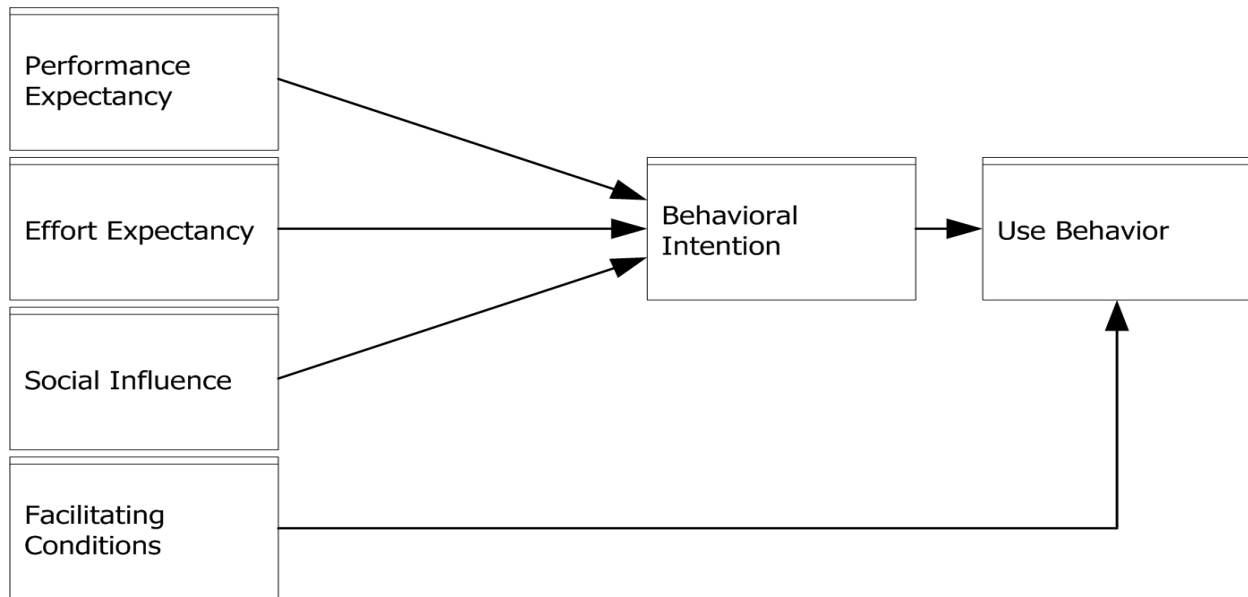 Performance
Expectancy
Effort Expectancy
Social Influence
Facilitating
Conditions
Behavioral
Intention
Use Behavior